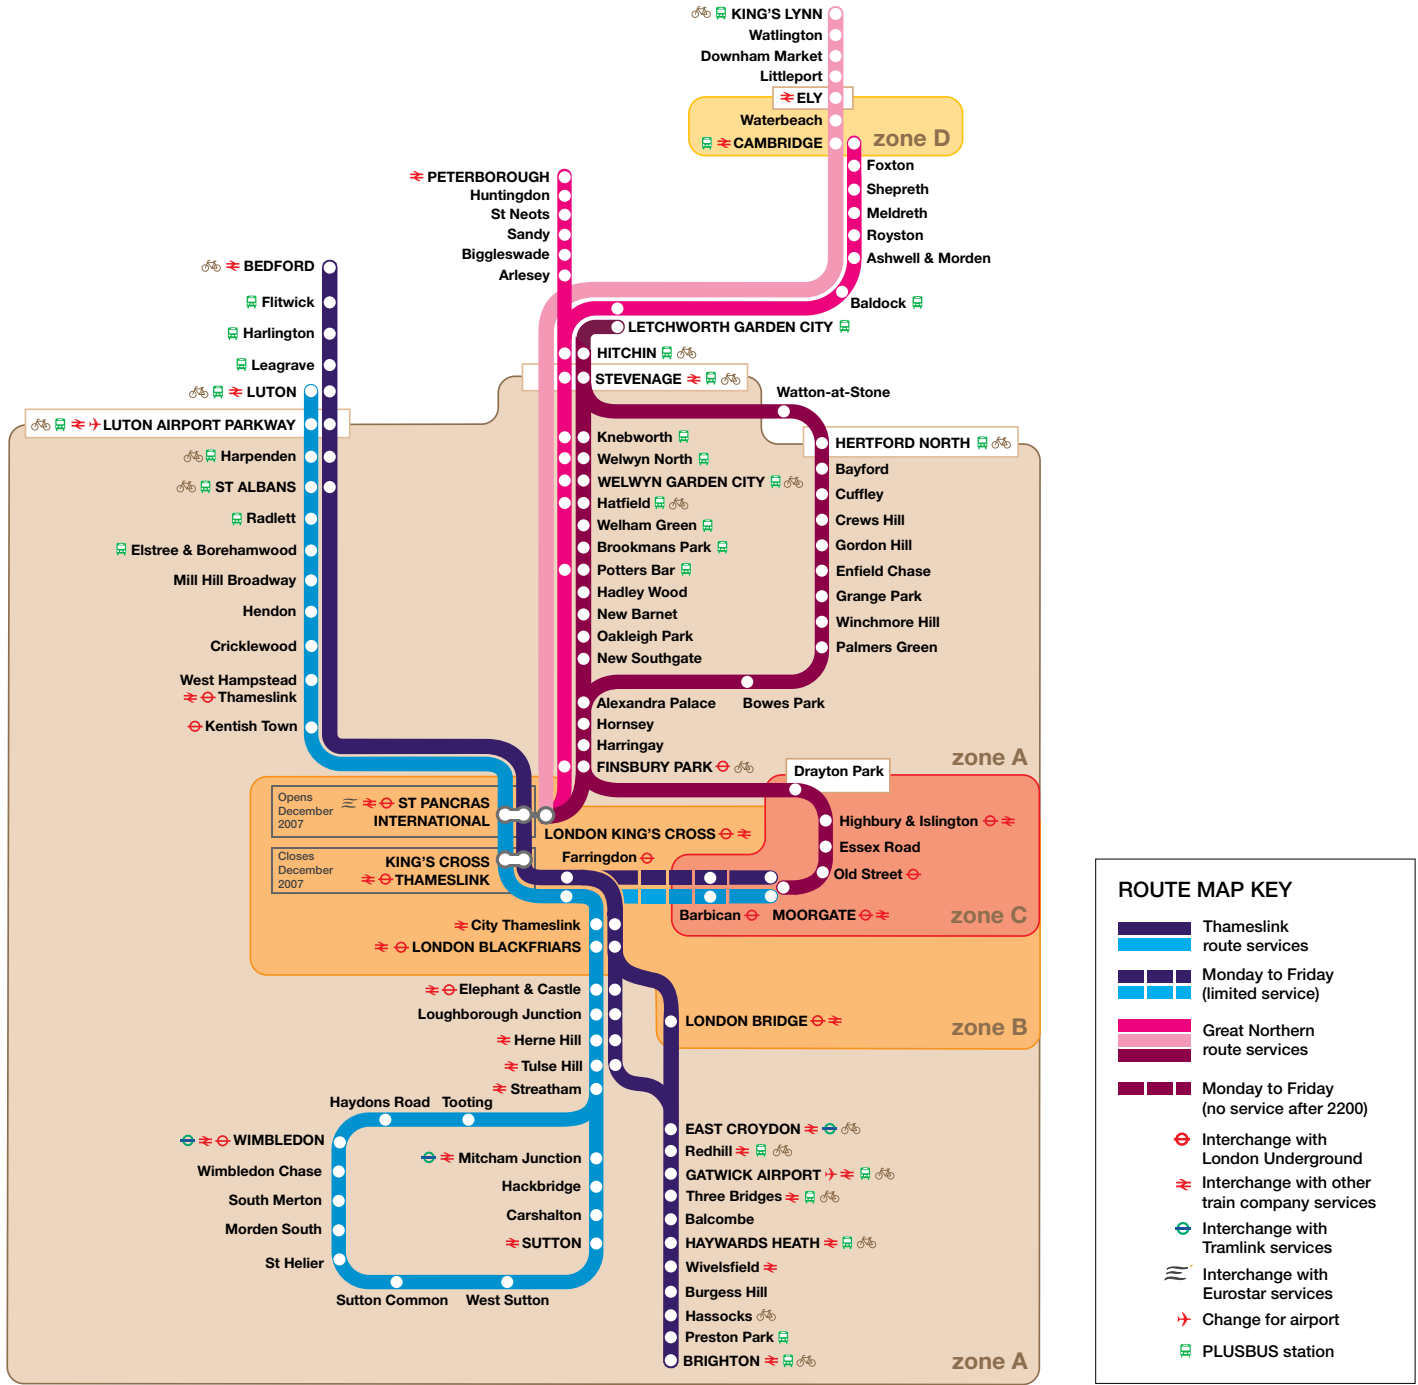 KING'S LYNN
Watlington
Downham Market
Littleport
ELY
Waterbeach
CAMBRIDGE
zone D
Foxton
Shepreth
Meldreth
Royston
Ashwell & Morden
Baldock
LETCHWORTH GARDEN CITY
PETERBOROUGH
Huntingdon
St Neots
Sandy
Biggleswade
Arlesey
HITCHIN
STEVENAGE
Watton-at-Stone
HERTFORD NORTH
Bayford
Cuffley
Crews Hill
Gordon Hill
Enfield Chase
Grange Park
Winchmore Hill
Palmers Green
Bowes Park
Knebworth
Welwyn North
WELWYN GARDEN CITY
Hatfield
Welham Green
Brookmans Park
Potters Bar
Hadley Wood
New Barnet
Oakleigh Park
New Southgate
Alexandra Palace
Hornsey
Harringay
FINSBURY PARK
zone A
BEDFORD
Flitwick
Harlington
Leagrave
LUTON
LUTON AIRPORT PARKWAY
Harpenden
ST ALBANS
Radlett
Elstree & Borehamwood
Mill Hill Broadway
Hendon
Cricklewood
West Hampstead
Thameslink
Kentish Town
Opens
December
2007
ST PANCRAS
INTERNATIONAL
Closes
December
2007
KING'S CROSS
THAMESLINK
LONDON KING'S CROSS
Farringdon
Drayton Park
Highbury & Islington
Essex Road
Old Street
Barbican
MOORGATE
zone C
City Thameslink
LONDON BLACKFRIARS
Elephant & Castle
Loughborough Junction
Herne Hill
Tulse Hill
Streatham
LONDON BRIDGE
zone B
Haydons Road
Tooting
WIMBLEDON
Wimbledon Chase
South Merton
Morden South
St Helier
Sutton Common
West Sutton
Mitcham Junction
Hackbridge
Carshalton
SUTTON
EAST CROYDON
Redhill
GATWICK AIRPORT
Three Bridges
Balcombe
HAYWARDS HEATH
Wivelsfield
Burgess Hill
Hassocks
Preston Park
BRIGHTON
zone A
ROUTE MAP KEY
Thameslink
route services
Monday to Friday
(limited service)
Great Northern
route services
Monday to Friday
(no service after 2200)
Interchange with
London Underground
Interchange with other
train company services
Interchange with
Tramlink services
Interchange with
Eurostar services
Change for airport
PLUSBUS station